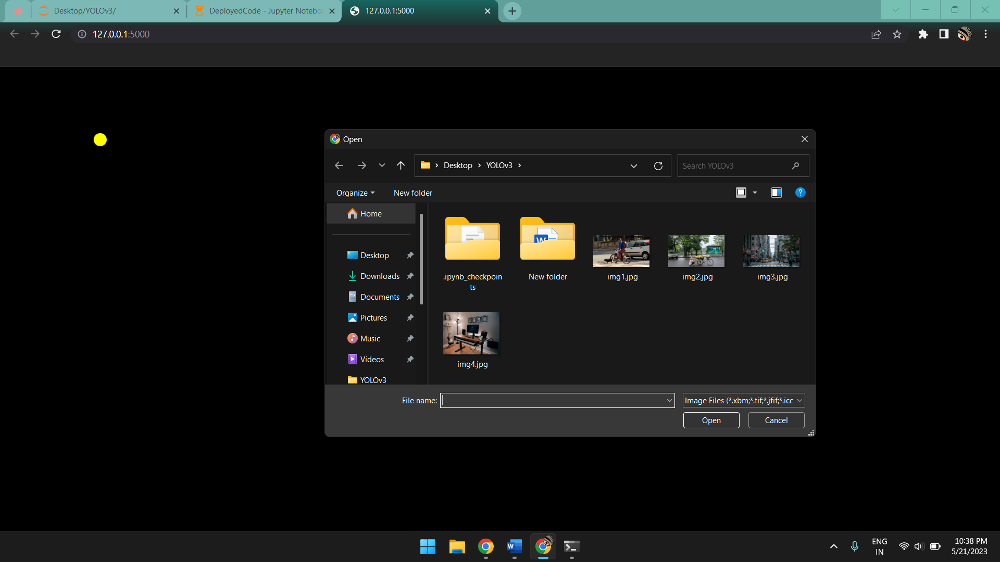 Desktop/YOLOv3/
DeployedCode - Jupyter Notebo
127.0.0.1:5000
127.0.0.1:5000
Open
Desktop
YOLOv3
Search YOLOv3
Organize
New folder
Home
Desktop
Downloads
Documents
Pictures
Music
Videos
YOLOv3
.ipynb_checkpoin
ts
New folder
img1.jpg
img2.jpg
img3.jpg
img4.jpg
File name:
Image Files (*.xbm;*.tif;*.jfif;*.icc
Open
Cancel
ENG
IN
10:38 PM
5/21/2023